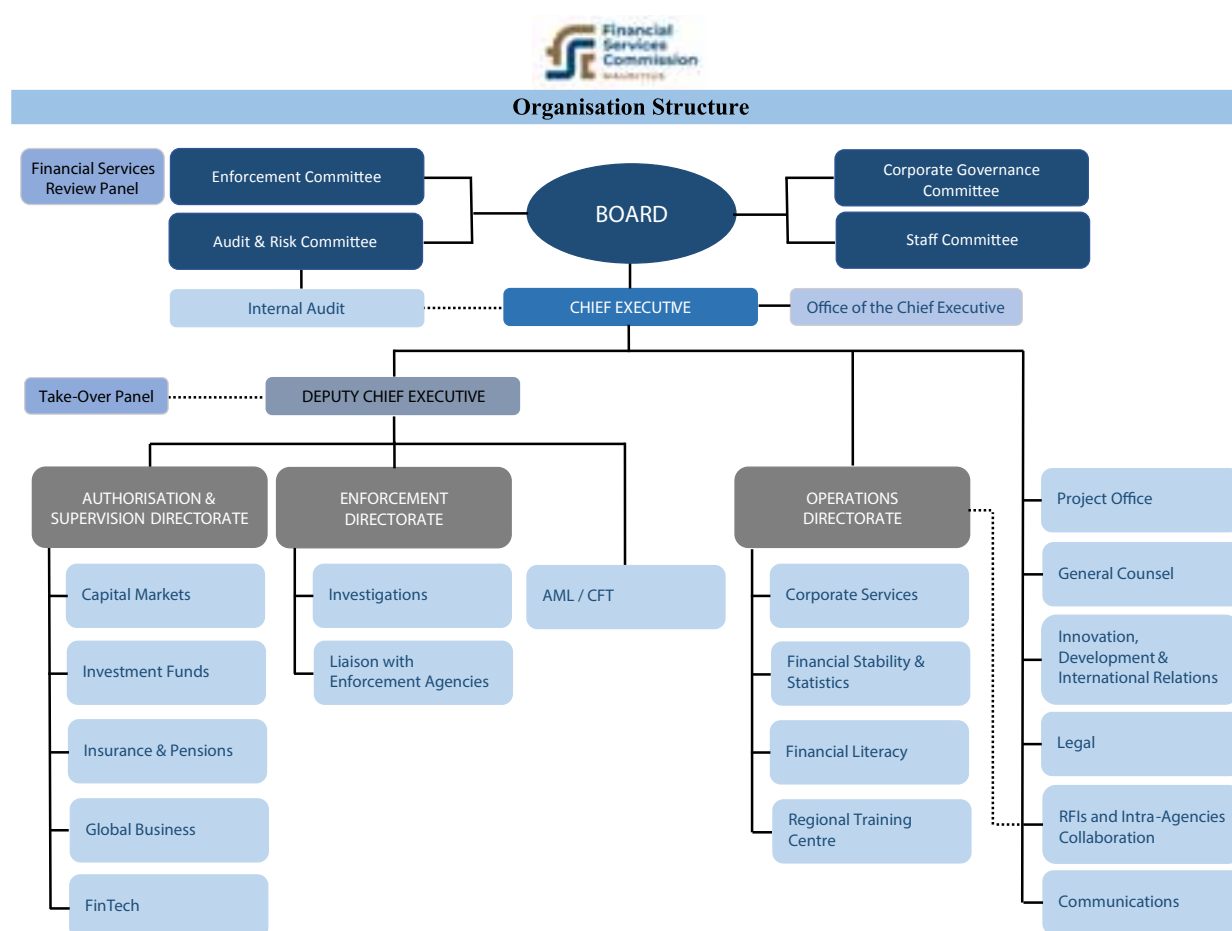 Financial
Services
Commission
MAURITIUS
Organisation Structure
Financial Services
Review Panel
Enforcement Committee
Audit & Risk Committee
BOARD
Corporate Governance
Committee
Staff Committee
Internal Audit
CHIEF EXECUTIVE
Office of the Chief Executive
Take-Over Panel
DEPUTY CHIEF EXECUTIVE
AUTHORISATION &
SUPERVISION DIRECTORATE
Capital Markets
Investment Funds
Insurance & Pensions
Global Business
FinTech
ENFORCEMENT
DIRECTORATE
Investigations
Liaison with
Enforcement Agencies
AML / CFT
OPERATIONS
DIRECTORATE
Corporate Services
Financial Stability &
Statistics
Financial Literacy
Regional Training
Centre
Project Office
General Counsel
Innovation,
Development &
International Relations
Legal
RFIs and Intra-Agencies
Collaboration
Communications